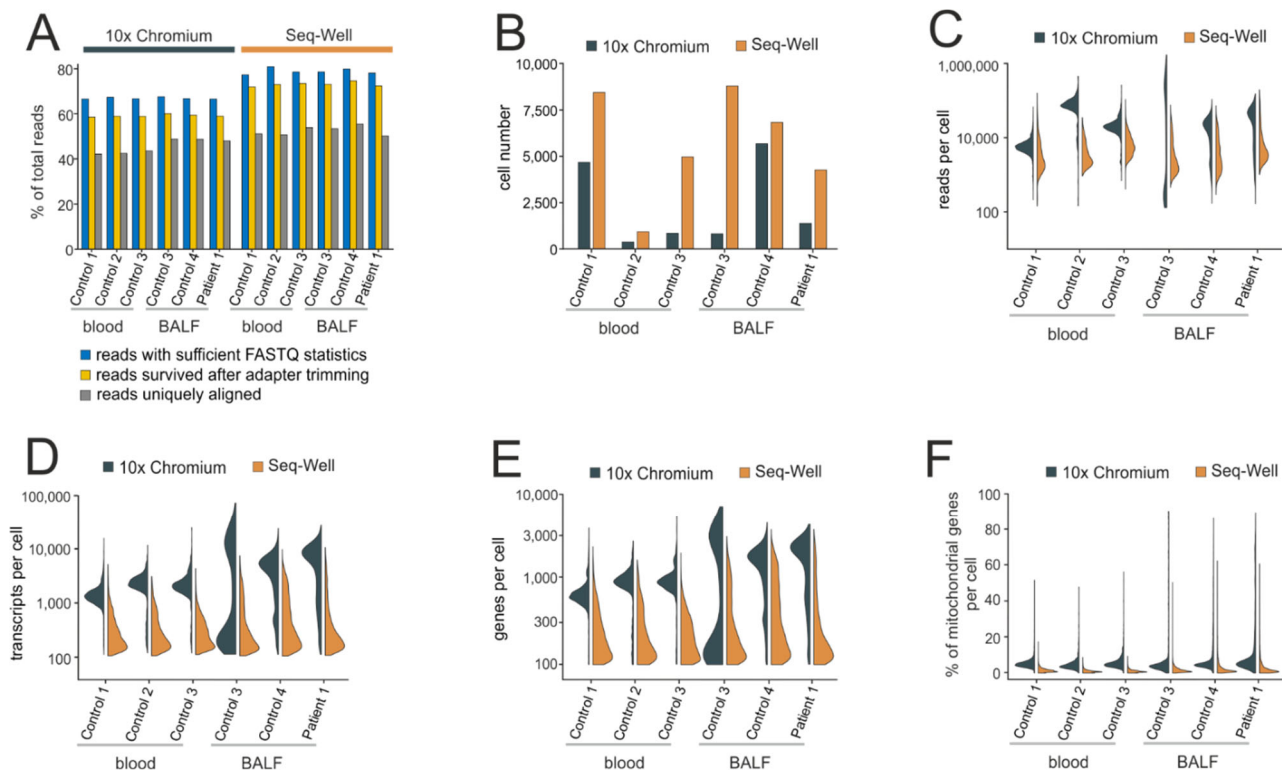 A
10x Chromium
Seq-Well
% of total reads
80
60
40
20
0
Control 1
Control 2
Control 3
Control 3
Control 4
Patient 1
Control 1
Control 2
Control 3
Control 3
Control 4
Patient 1
blood
BALF
blood
BALF
reads with sufficient FASTQ statistics
reads survived after adapter trimming
reads uniquely aligned
B
10x Chromium
Seq-Well
cell number
10,000
7,500
5,000
2,500
0
Control 1
Control 2
Control 3
Control 3
Control 4
Patient 1
blood
BALF
C
10x Chromium
Seq-Well
reads per cell
1,000,000
10,000
100
Control 1
Control 2
Control 3
Control 3
Control 4
Patient 1
blood
BALF
D
10x Chromium
Seq-Well
transcripts per cell
100,000
10,000
1,000
100
Control 1
Control 2
Control 3
Control 3
Control 4
Patient 1
blood
BALF
E
10x Chromium
Seq-Well
genes per cell
10,000
3,000
1,000
300
100
Control 1
Control 2
Control 3
Control 3
Control 4
Patient 1
blood
BALF
F
10x Chromium
Seq-Well
% of mitochondrial genes
per cell
100
80
60
40
20
0
Control 1
Control 2
Control 3
Control 3
Control 4
Patient 1
blood
BALF